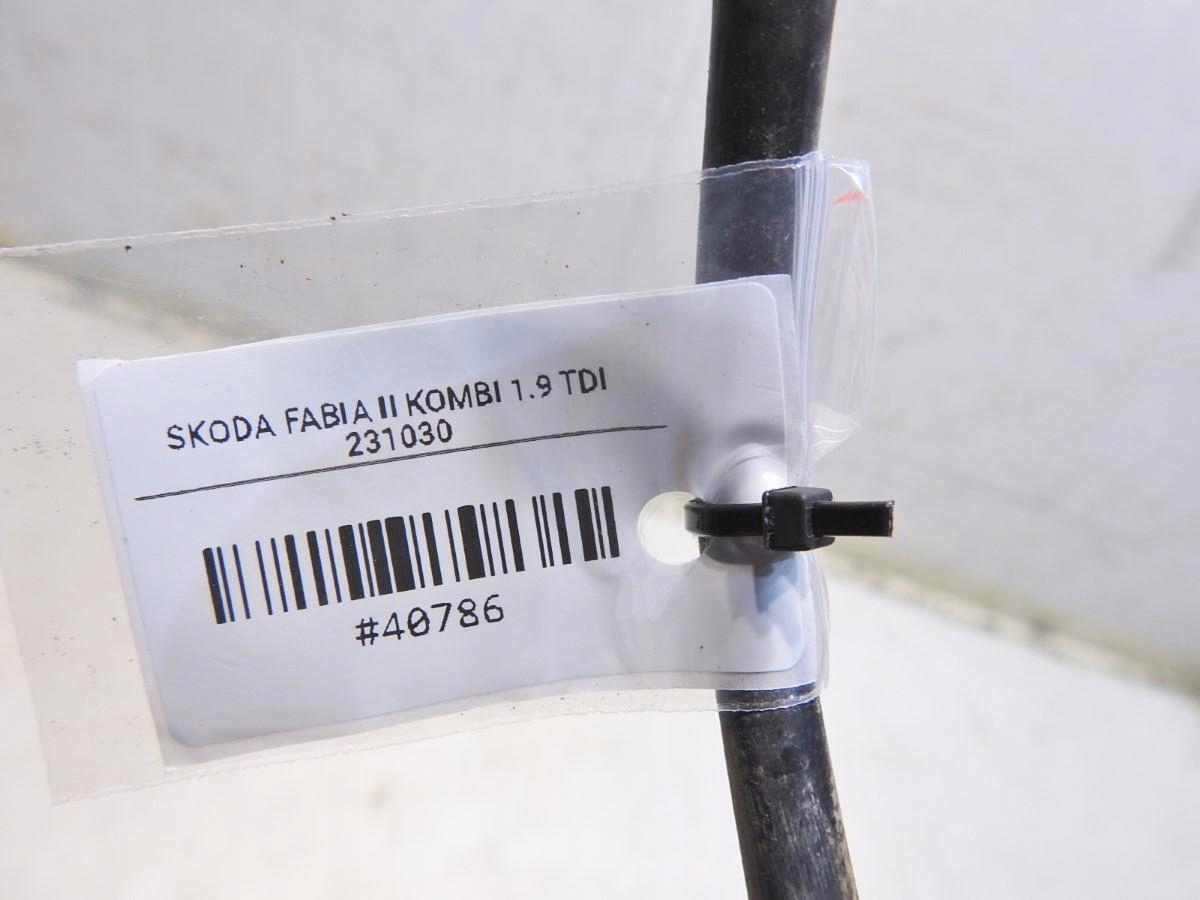 SKODA FABIA II KOMBI 1.9 TDI
231030
#40786